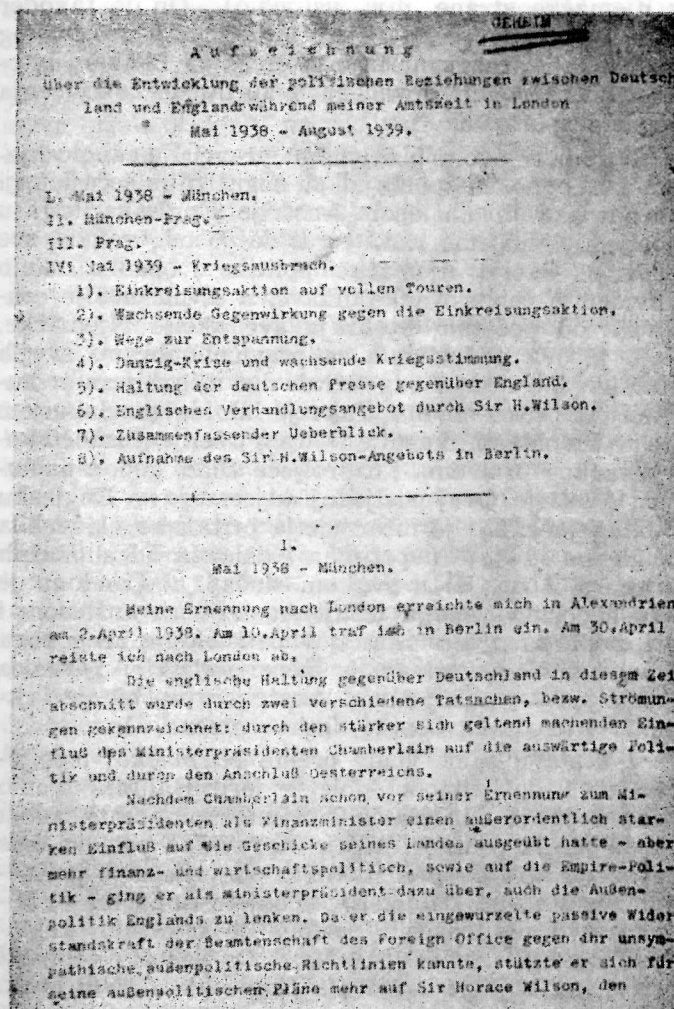 GEHEIM
Aufzeichnung
über die Entwicklung der politischen Beziehungen zwischen Deutsch
land und England während meiner Amtszeit in London
Mai 1938 - August 1939.
I. Mai 1938 - München.
II. München-Prag.
III. Prag.
IV. Mai 1939 - Kriegsausbruch.
1). Einkreisungsaktion auf vollen Touren.
2). Wachsende Gegenwirkung gegen die Einkreisungsaktion.
3). Wege zur Entspannung.
4). Danzig-Krise und wachsende Kriegsstimmung.
5). Haltung der deutschen Presse gegenüber England.
6). Englisches Verhandlungsangebot durch Sir H.Wilson.
7). Zusammenfassender Ueberblick.
8). Aufnahme des Sir H.Wilson-Angebots in Berlin.
I.
Mai 1938 - München.
Meine Ernennung nach London erreichte mich in Alexandrien
am 2.April 1938. Am 10.April traf ich in Berlin ein. Am 30.April
reiste ich nach London ab.
Die englische Haltung gegenüber Deutschland in diesem Zei
abschnitt wurde durch zwei verschiedene Tatsachen, bezw. Strömun-
gen gekennzeichnet: durch den stärker sich geltend machenden Ein-
fluß des Ministerpräsidenten Chamberlain auf die auswärtige Poli-
tik und durch den Anschluß Oesterreichs.
Nachdem Chamberlain schon vor seiner Ernennung zum Mi-
nisterpräsidenten als Finanzminister einen außerordentlich star-
ken Einfluß auf die Geschicke seines Landes ausgeübt hatte - aber
mehr finanz- und wirtschaftspolitisch, sowie auf die Empire-Poli-
tik - ging er als Ministerpräsident dazu über, auch die Außen-
politik Englands zu lenken. Da er die eingewurzelte passive Wider
standskraft der Beamtenschaft des Foreign Office gegen ihr unsym-
pathische außenpolitische Richtlinien kannte, stützte er sich für
seine außenpolitischen Pläne mehr auf Sir Horace Wilson, den